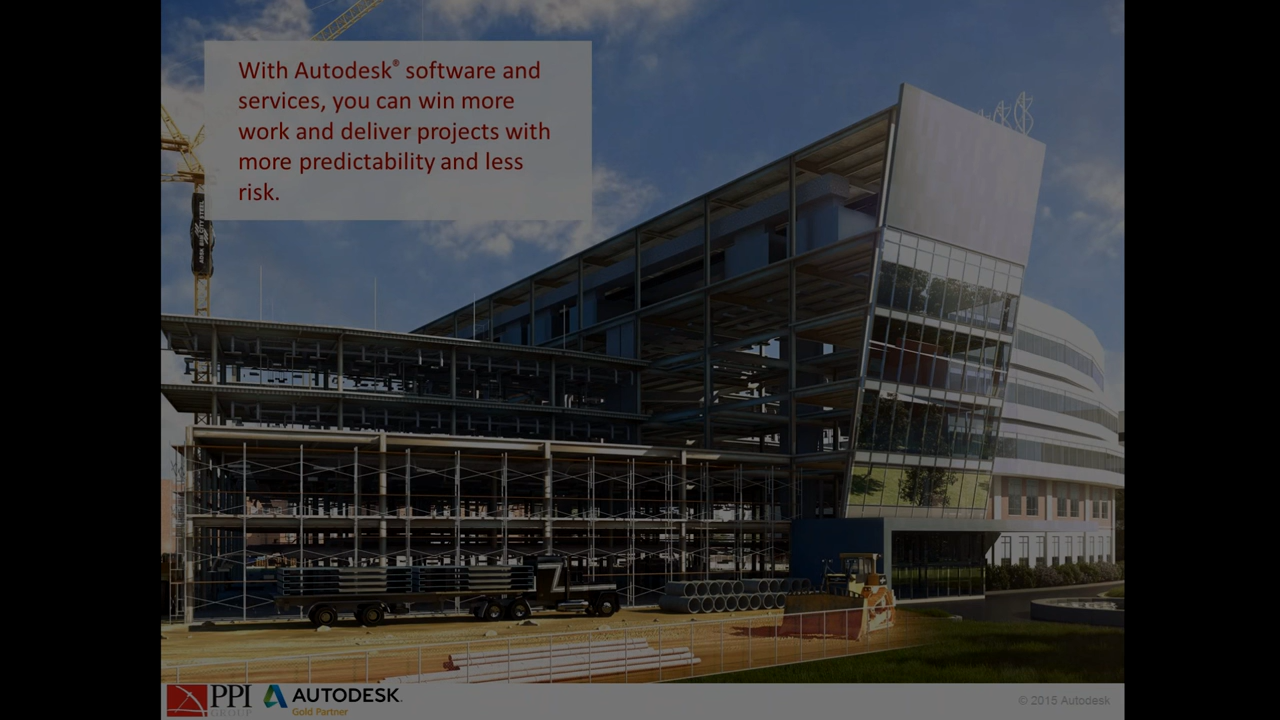 With Autodesk® software and
services, you can win more
work and deliver projects with
more predictability and less
risk.
PPI
GROUP
AUTODESK.
Gold Partner
© 2015 Autodesk